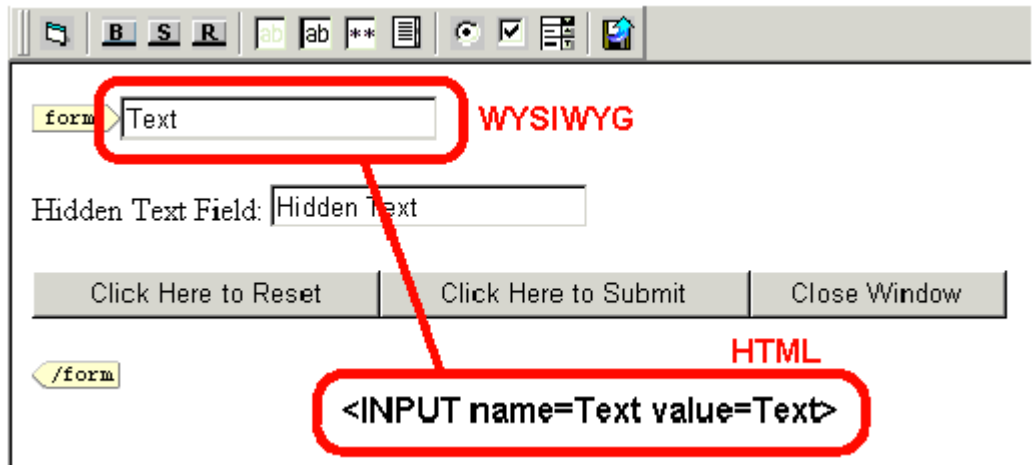 B S R ab ab **
form Text WYSIWYG
Hidden Text Field: Hidden Text
Click Here to Reset Click Here to Submit Close Window
HTML
/form
<INPUT name=Text value=Text>